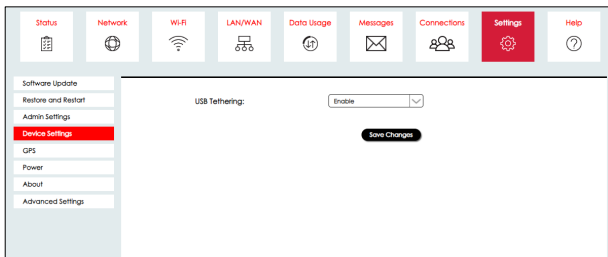 Status Network Wi-Fi LAN/WAN Data Usage Messages Connections Settings Help
Software Update
Restore and Restart
Admin Settings
Device Settings
GPS
Power
About
Advanced Settings
USB Tethering: Enable
Save Changes